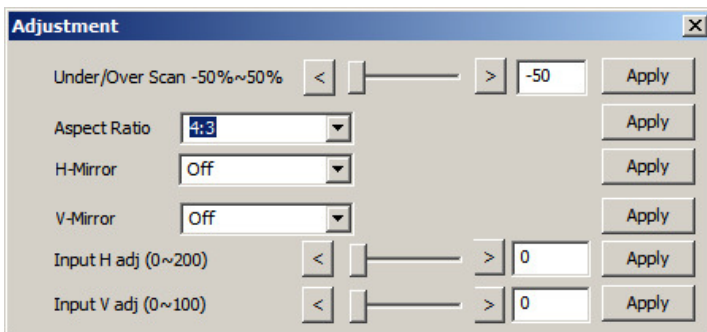 Adjustment
Under/Over Scan -50%~50% < > -50 Apply
Aspect Ratio 4:3 Apply
H-Mirror Off Apply
V-Mirror Off Apply
Input H adj (0~200) < > 0 Apply
Input V adj (0~100) < > 0 Apply